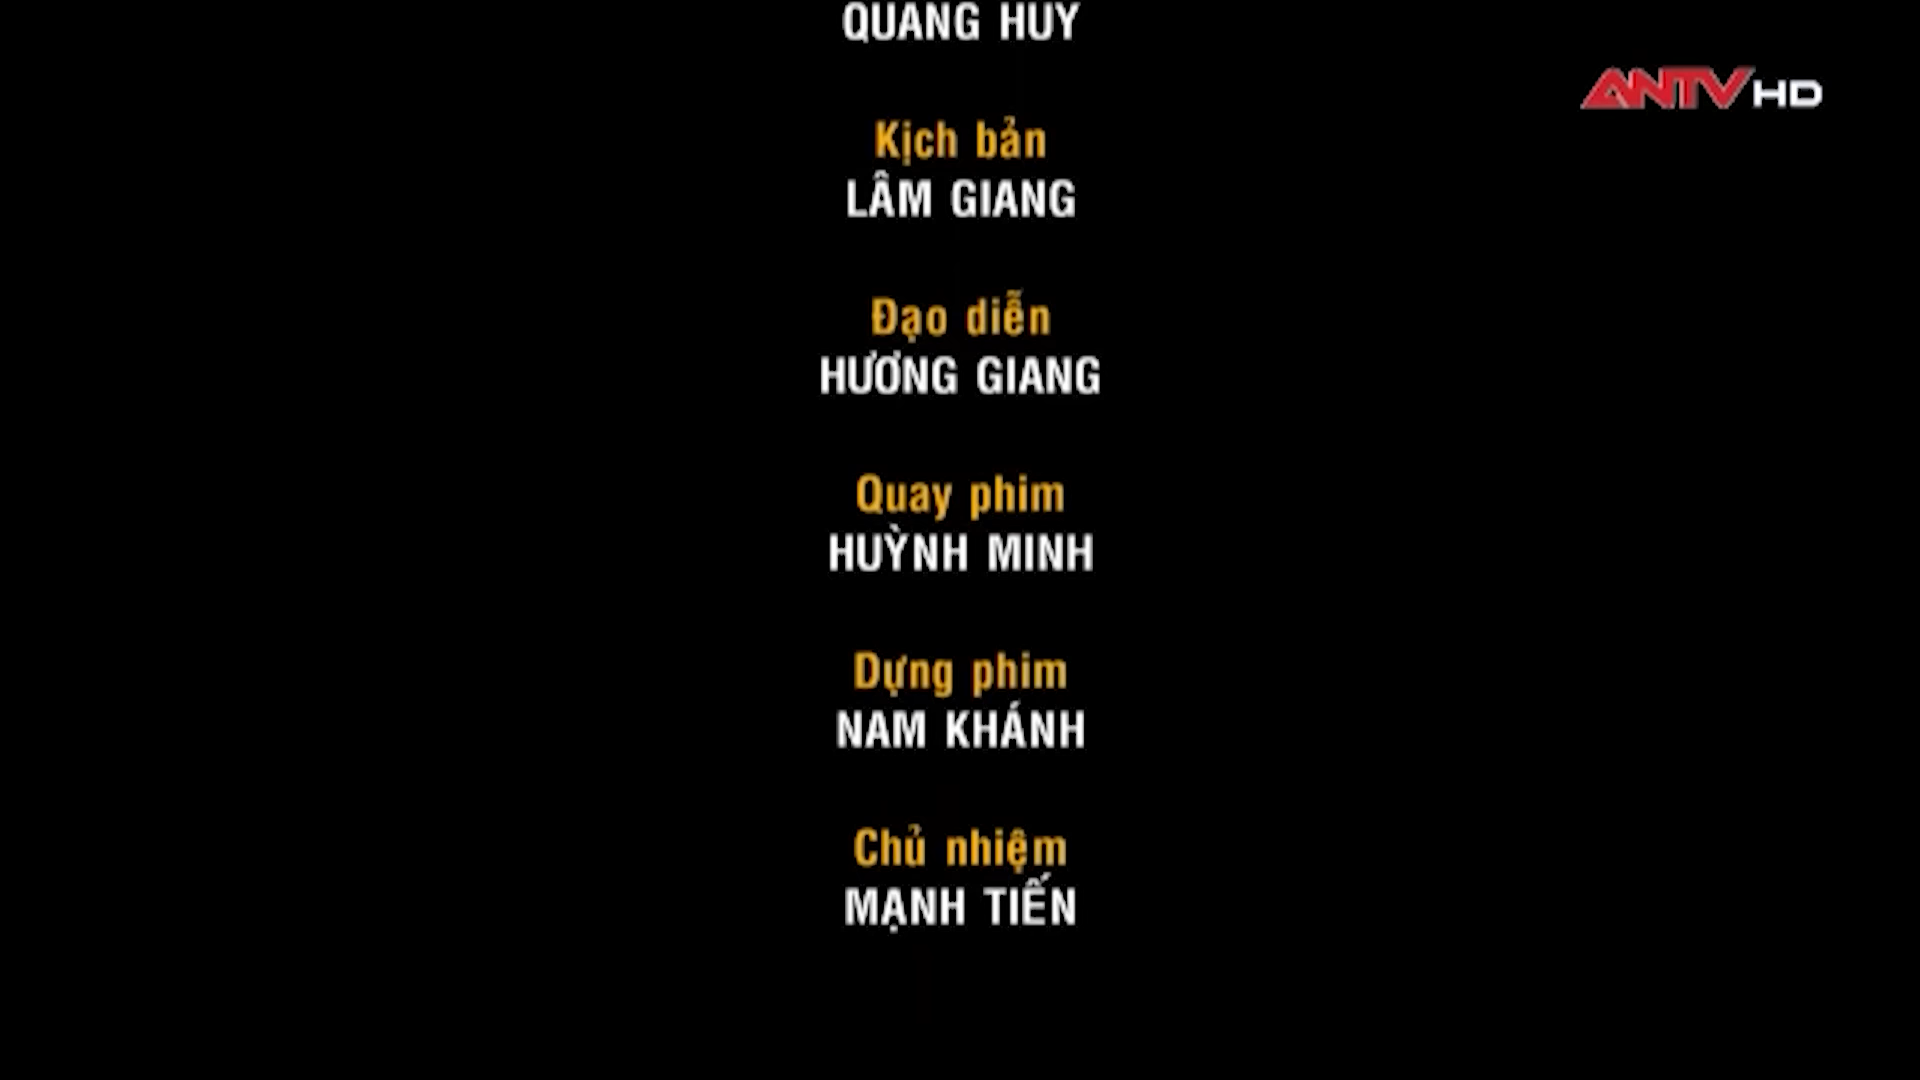 QUANG HUY
ANTV HD
Kịch bản
LÂM GIANG
Đạo diễn
HƯƠNG GIANG
Quay phim
HUỲNH MINH
Dựng phim
NAM KHÁNH
Chủ nhiệm
MẠNH TIẾN